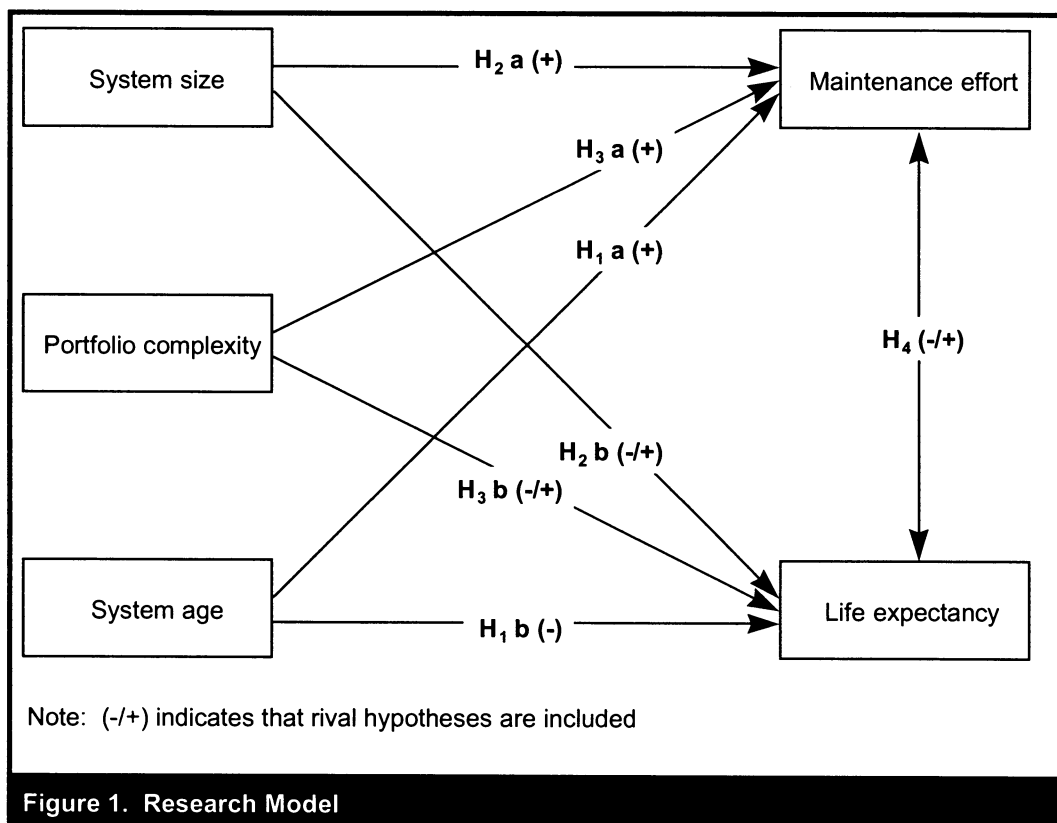 System size
H₂ a (+)
Maintenance effort
H₃ a (+)
H₁ a (+)
Portfolio complexity
H₄ (-/+)
H₂ b (-/+)
H₃ b (-/+)
System age
H₁ b (-)
Life expectancy
Note: (-/+) indicates that rival hypotheses are included
Figure 1. Research Model